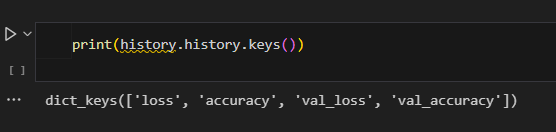 print(history.history.keys())
[ ]
... dict_keys(['loss', 'accuracy', 'val_loss', 'val_accuracy'])